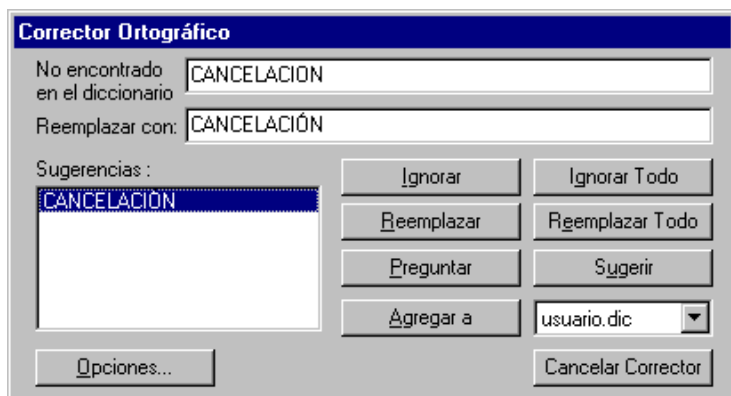 Corrector Ortográfico
No encontrado
en el diccionario
CANCELACION
Reemplazar con:
CANCELACIÓN
Sugerencias :
CANCELACIÓN
Ignorar
Ignorar Todo
Reemplazar
Reemplazar Todo
Preguntar
Sugerir
Agregar a
usuario.dic
Opciones...
Cancelar Corrector